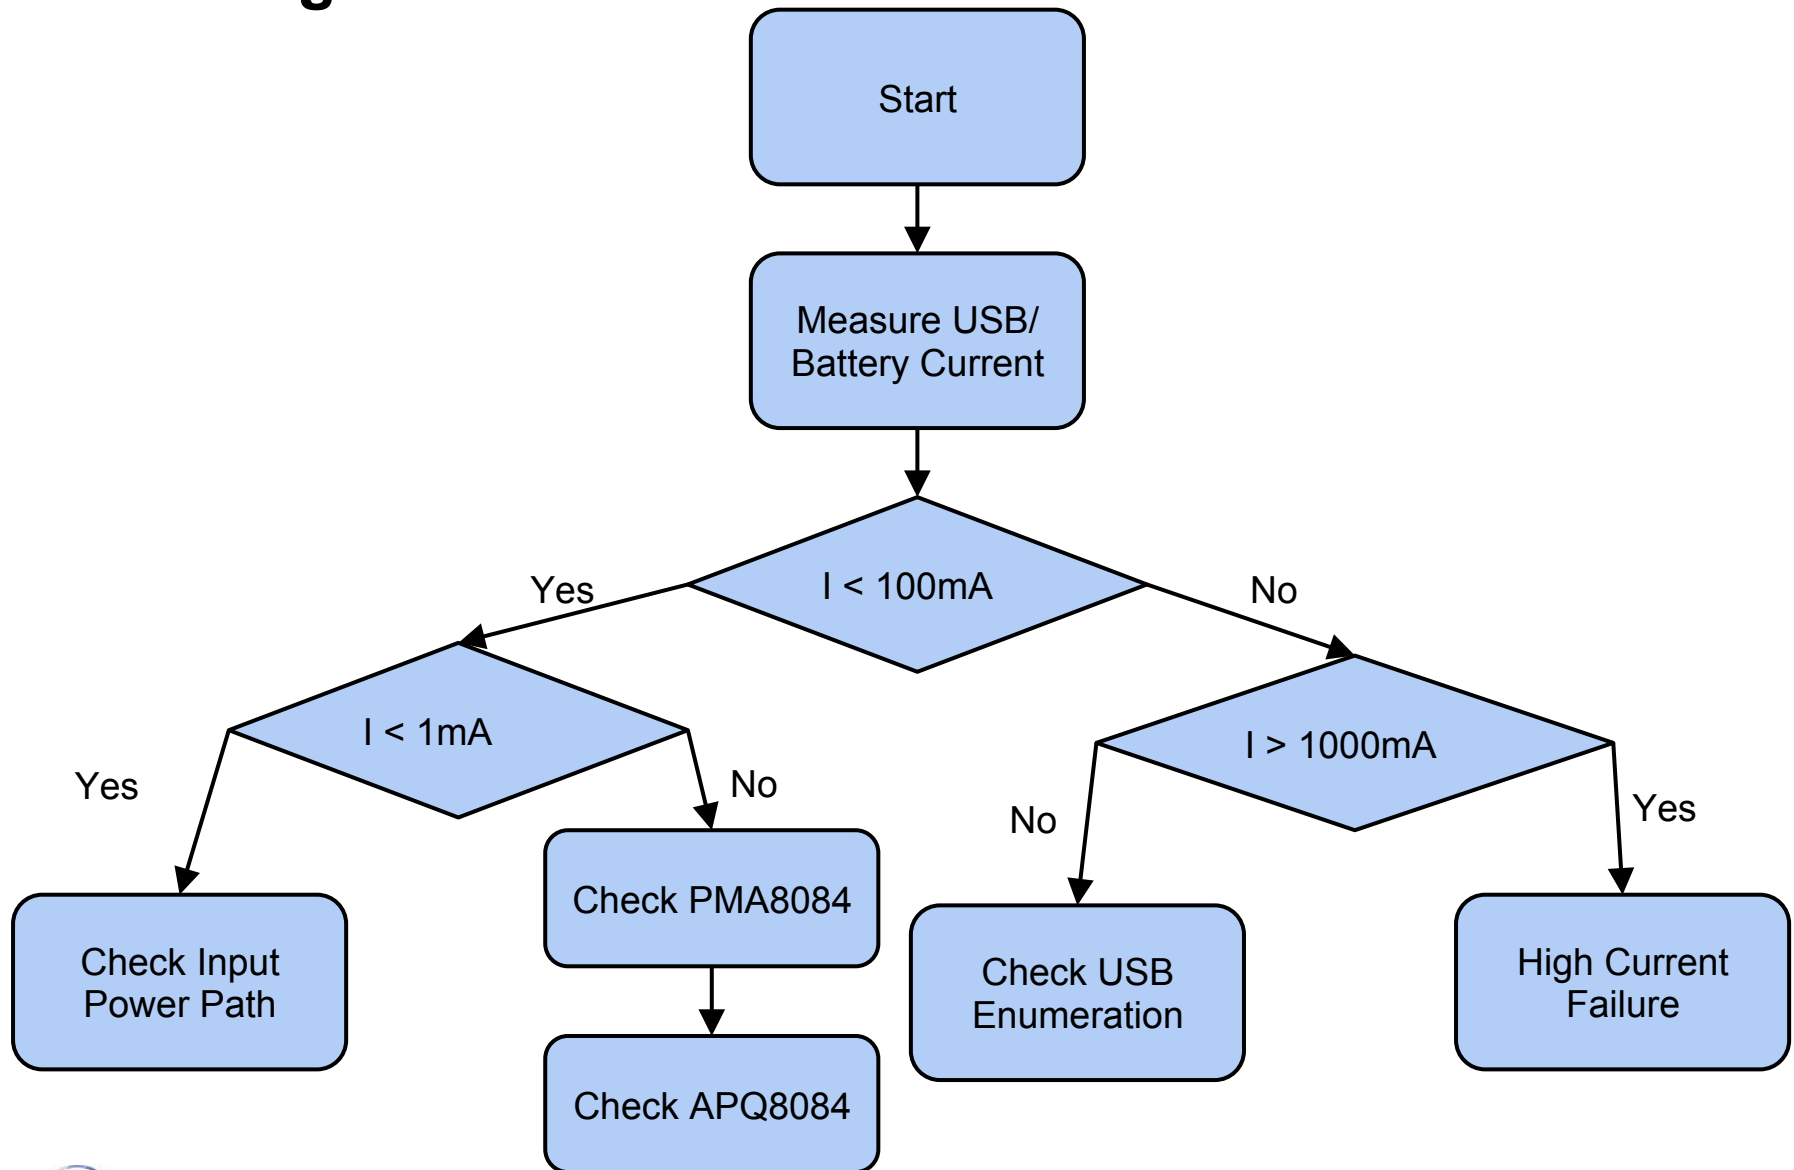 Start
Measure USB/
Battery Current
I < 100mA
Yes
No
I < 1mA
I > 1000mA
Yes
No
No
Yes
Check PMA8084
Check Input
Power Path
Check USB
Enumeration
High Current
Failure
Check APQ8084